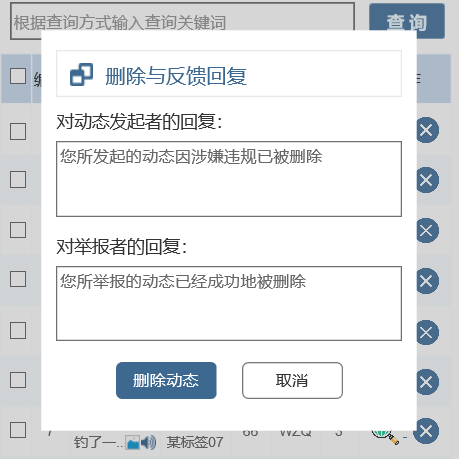 根据查询方式输入查询关键词
查 询
删除与反馈回复
对动态发起者的回复：
您所发起的动态因涉嫌违规已被删除
对举报者的回复：
您所举报的动态已经成功地被删除
删除动态
取消
7
钓了一...
某标签07
66
WZQ
3